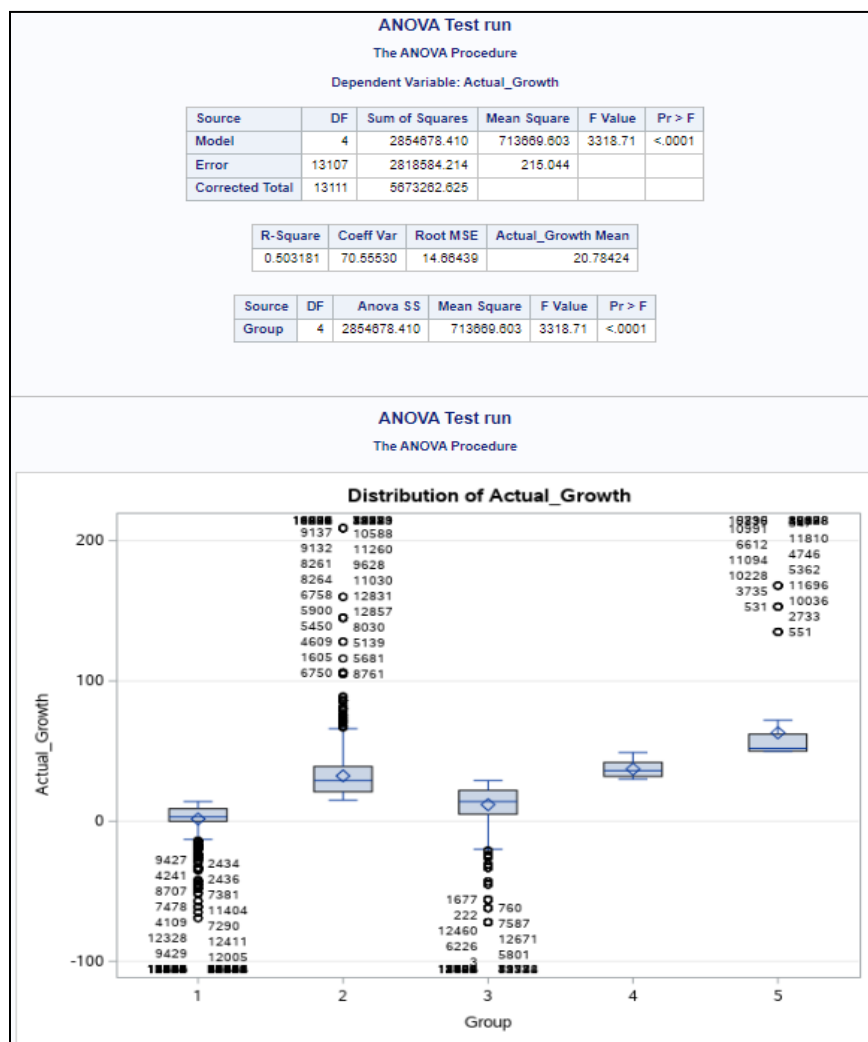 ANOVA Test run
The ANOVA Procedure
Dependent Variable: Actual_Growth
Source DF Sum of Squares Mean Square F Value Pr > F
Model 4 2854678.410 713669.603 3318.71 <.0001
Error 13107 2818584.214 215.044
Corrected Total 13111 5673262.625
R-Square Coeff Var Root MSE Actual_Growth Mean
0.503181 70.55530 14.66439 20.78424
Source DF Anova SS Mean Square F Value Pr > F
Group 4 2854678.410 713669.603 3318.71 <.0001
ANOVA Test run
The ANOVA Procedure
Distribution of Actual_Growth
200
100
0
-100
Actual_Growth
9427 2434
4241 2436
8707 7381
7478 11404
4109 7290
12328 12411
9429 12005
9137 10588
9132 11260
8261 9628
8264 11030
6758 12831
5900 12857
5450 8030
4609 5139
1605 5681
6750 8761
1677 760
222 7587
12460 12671
6226 5801
3
10991
6612 11810
11094 4746
10228 5362
3735 11696
531 10036
2733
551
1 2 3 4 5
Group